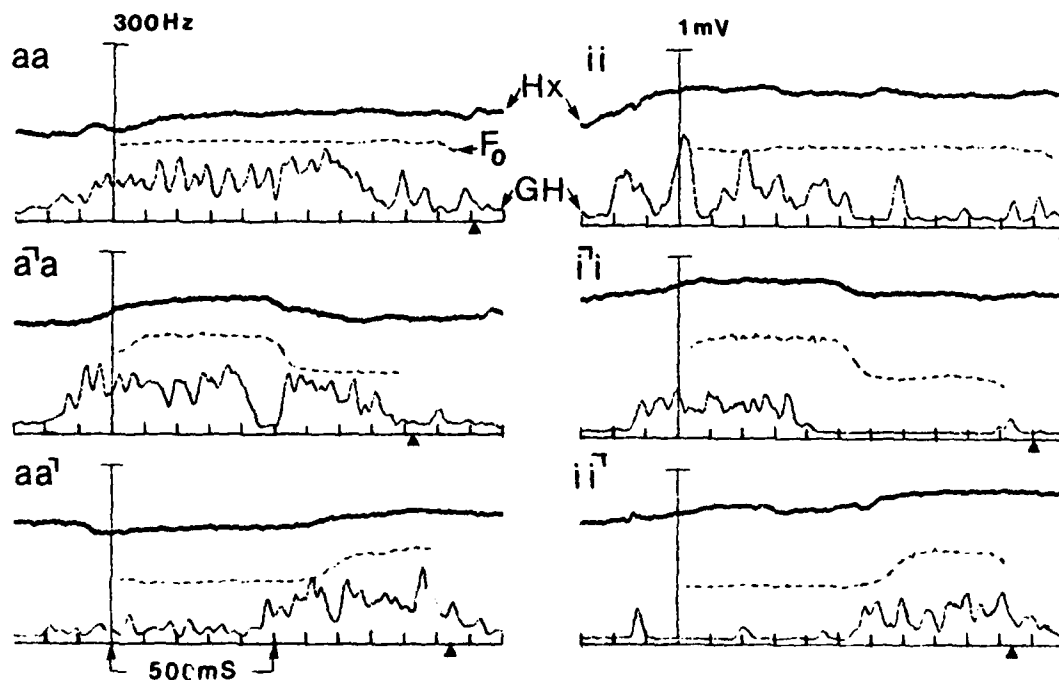 300Hz 1mV
aa Hx ii
F₀
GH
a⌝a i⌝i
aa⌝ ii⌝
500mS